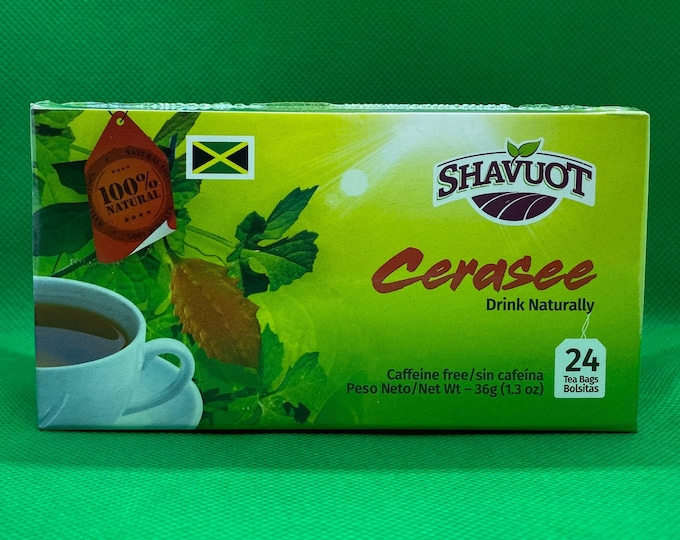 NATURAL
100%
NATURAL
SHAVUOT
Cerasee
Drink Naturally
24
Tea Bags
Bolsitas
Caffeine free/sin cafeína
Peso Neto/Net Wt – 36g (1.3 oz)